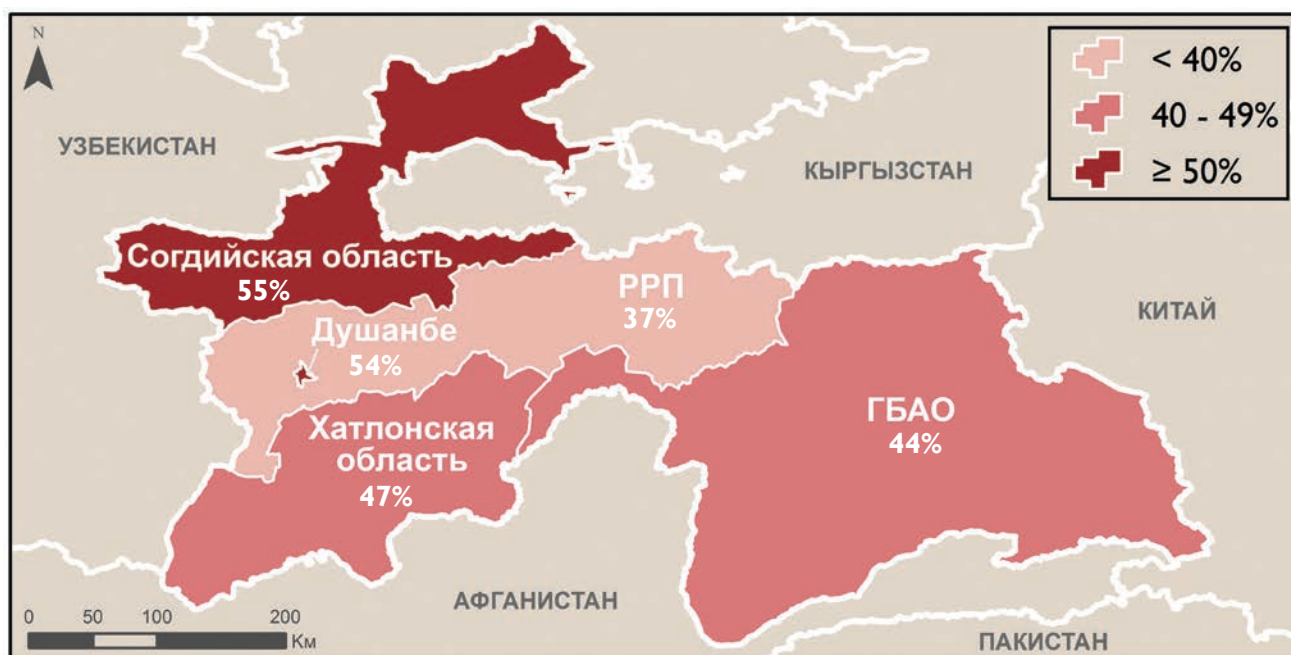 N
< 40%
40 - 49%
≥ 50%
УЗБЕКИСТАН
КЫРГЫЗСТАН
Согдийская область
55%
РРП
37%
КИТАЙ
Душанбе
54%
ГБАО
44%
Хатлонская
область
47%
АФГАНИСТАН
ПАКИСТАН
0 50 100 200
Км